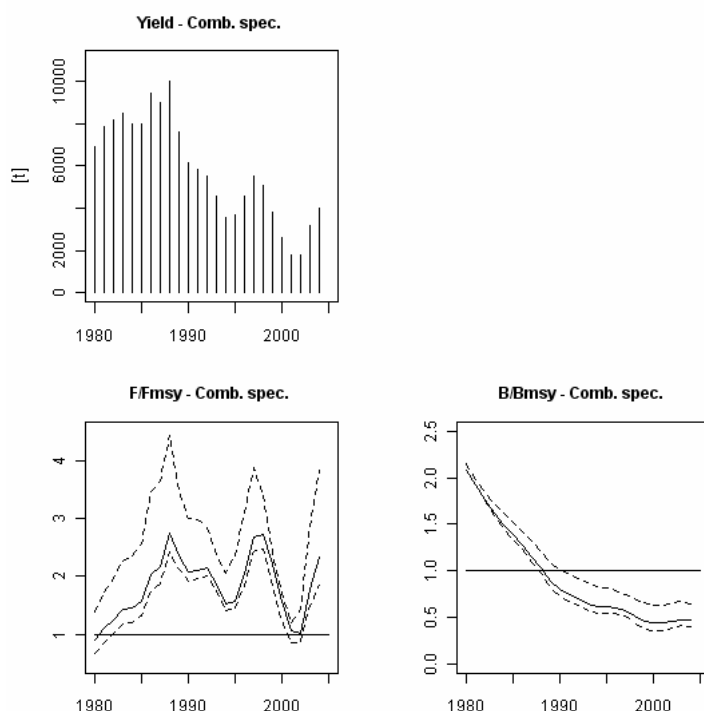 Yield - Comb. spec.
[t]
10000
6000
2000
0
1980 1990 2000
F/Fmsy - Comb. spec.
4
3
2
1
1980 1990 2000
B/Bmsy - Comb. spec.
2.5
2.0
1.5
1.0
0.5
0.0
1980 1990 2000